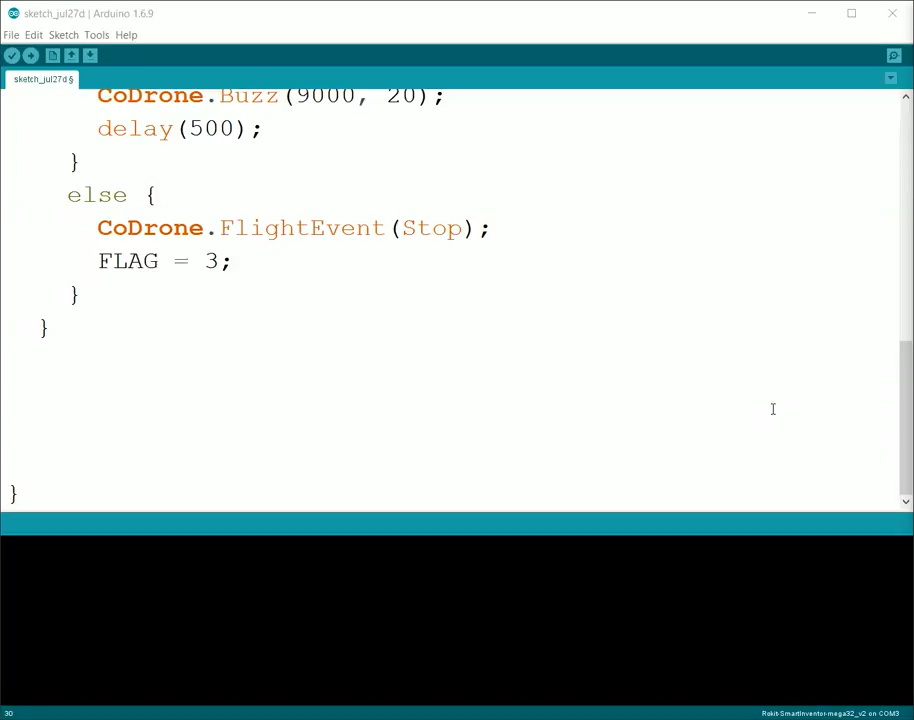 sketch_jul27d | Arduino 1.6.9
File Edit Sketch Tools Help
sketch_jul27d §
CoDrone.Buzz(9000, 20);
delay(500);
}
else {
CoDrone.FlightEvent(Stop);
FLAG = 3;
}
}
}
30
Rokit-SmartInventor-mega32_v2 on COM3